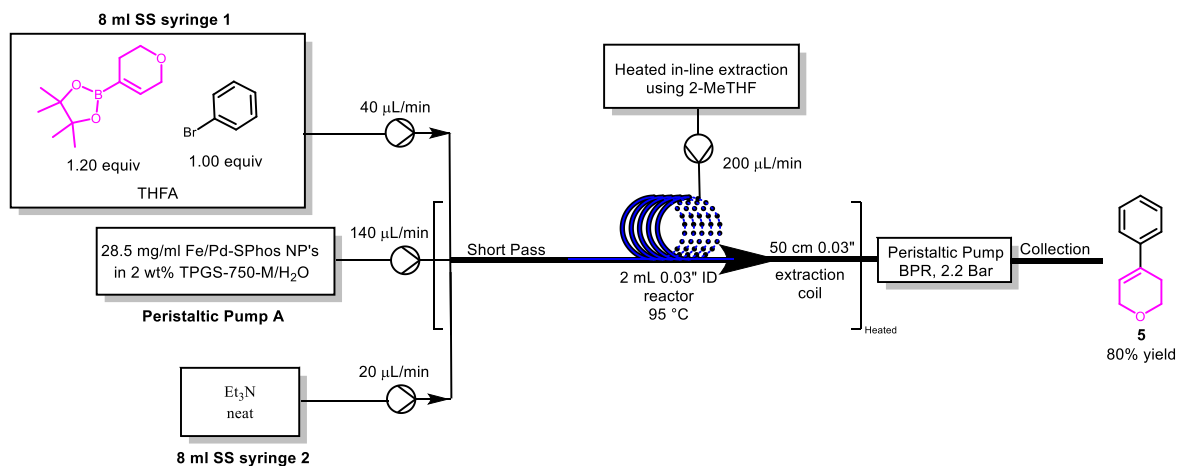 8 ml SS syringe 1
O
B
O
O
Br
1.20 equiv
1.00 equiv
THFA
40 μL/min
28.5 mg/ml Fe/Pd-SPhos NP's
in 2 wt% TPGS-750-M/H2O
Peristaltic Pump A
140 μL/min
Et3N
neat
8 ml SS syringe 2
20 μL/min
Short Pass
Heated in-line extraction
using 2-MeTHF
200 μL/min
2 mL 0.03" ID
reactor
95 °C
50 cm 0.03"
extraction
coil
Heated
Peristaltic Pump
BPR, 2.2 Bar
Collection
O
5
80% yield